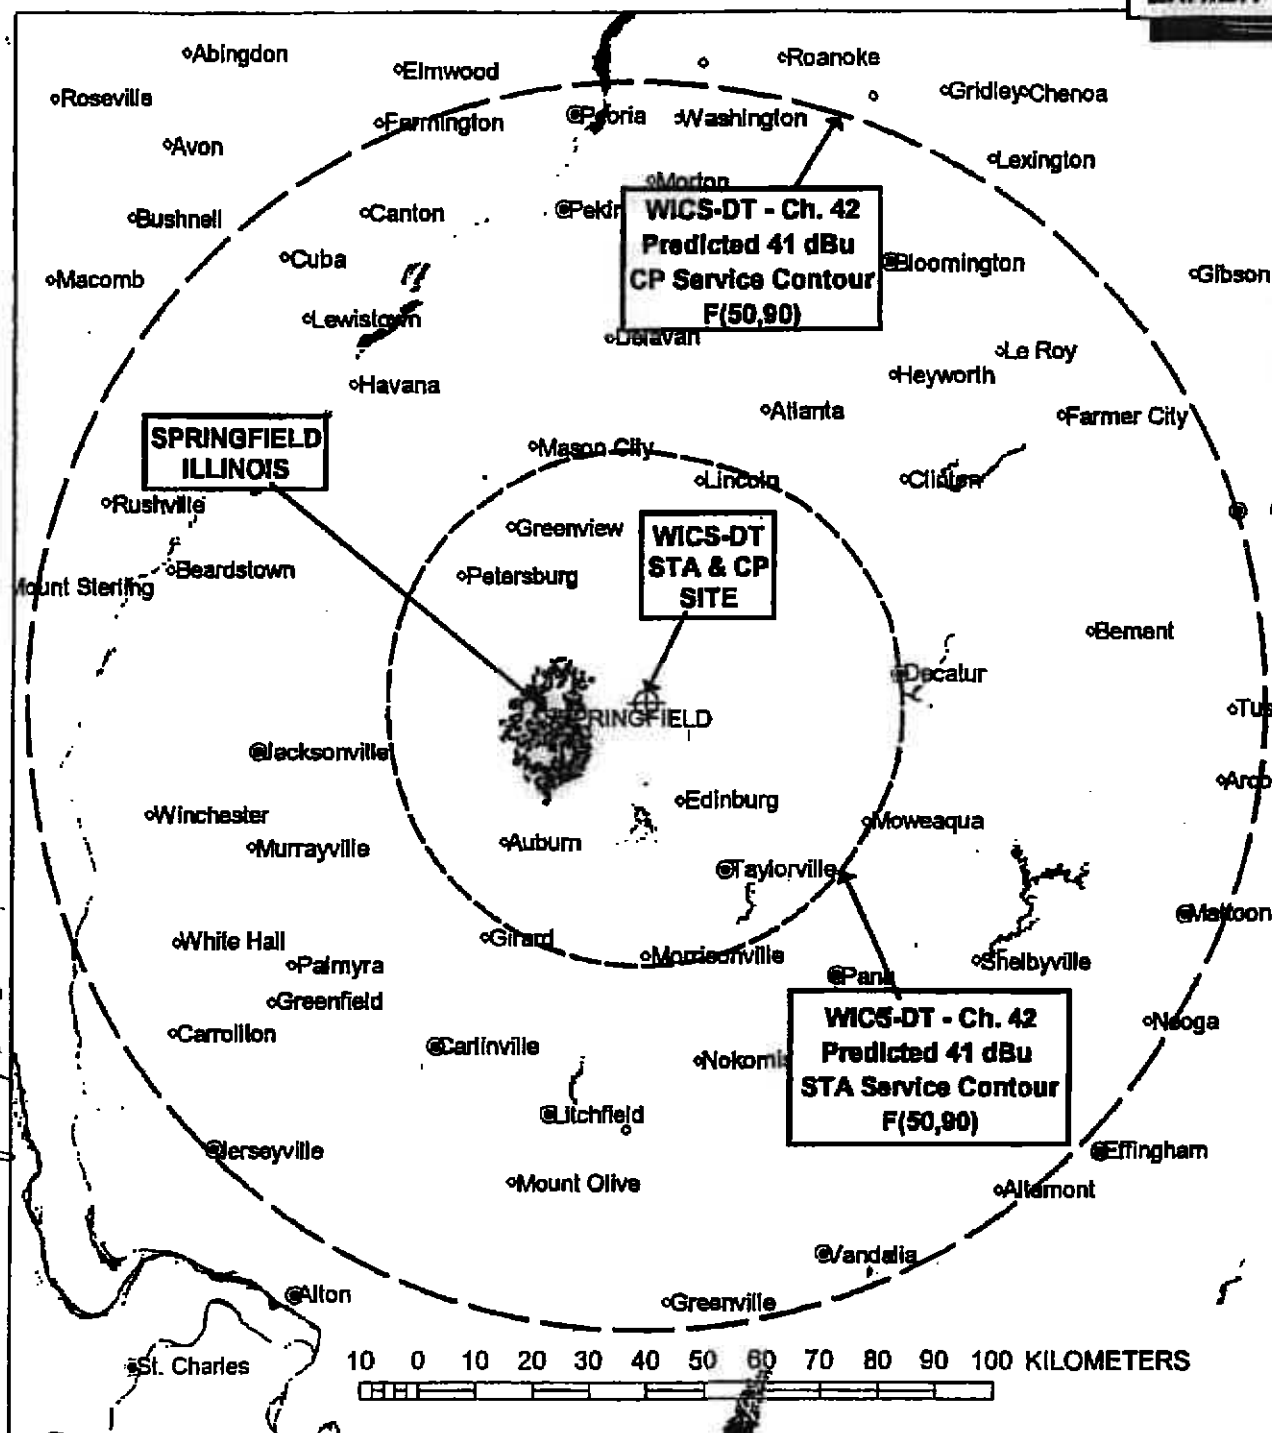 Abingdon
Elmwood
Roanoke
Roseville
Gridley
Chenoa
Farmington
Peoria
Washington
Avon
Lexington
Morton
Bushnell
Canton
Pekin
WICS-DT - Ch. 42
Predicted 41 dBu
CP Service Contour
F(50,90)
Cuba
Bloomington
Macomb
Gibson
Lewistown
Delavan
Le Roy
Havana
Heyworth
Atlanta
Farmer City
SPRINGFIELD
ILLINOIS
Mason City
Lincoln
Clinton
Rushville
Greenview
WICS-DT
STA & CP
SITE
Beardstown
Petersburg
Mount Sterling
Bement
Decatur
SPRINGFIELD
Tus
Jacksonville
Arco
Winchester
Edinburg
Murrayville
Auburn
Moweaqua
Taylorville
Mattoon
White Hall
Girard
Palmyra
Morrisonville
Shelbyville
Pana
Greenfield
WICS-DT - Ch. 42
Predicted 41 dBu
STA Service Contour
F(50,90)
Carrollton
Neoga
Carlinville
Nokomis
Litchfield
Jerseyville
Effingham
Mount Olive
Altamont
Vandalia
Alton
Greenville
St. Charles
10 0 10 20 30 40 50 60 70 80 90 100 KILOMETERS